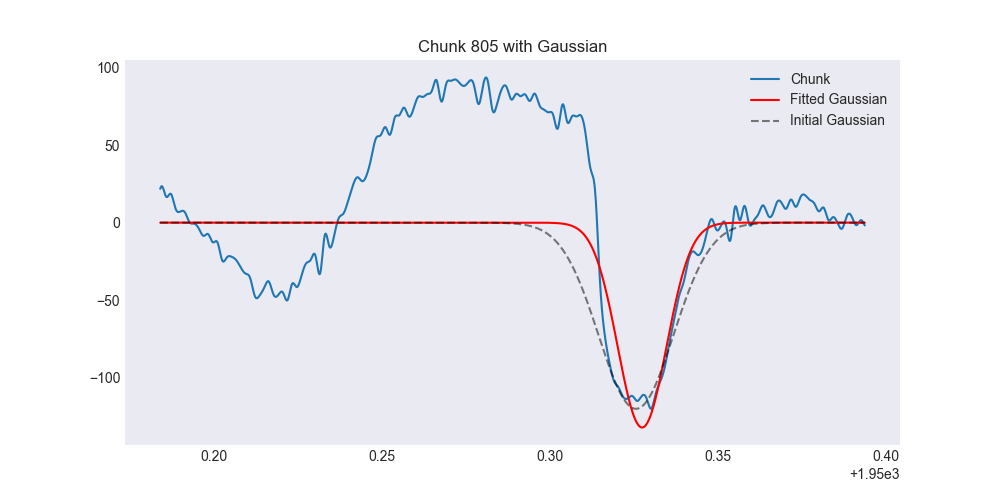 Chunk 805 with Gaussian
100
50
0
−50
−100
Chunk
Fitted Gaussian
Initial Gaussian
0.20 0.25 0.30 0.35 0.40
+1.95e3